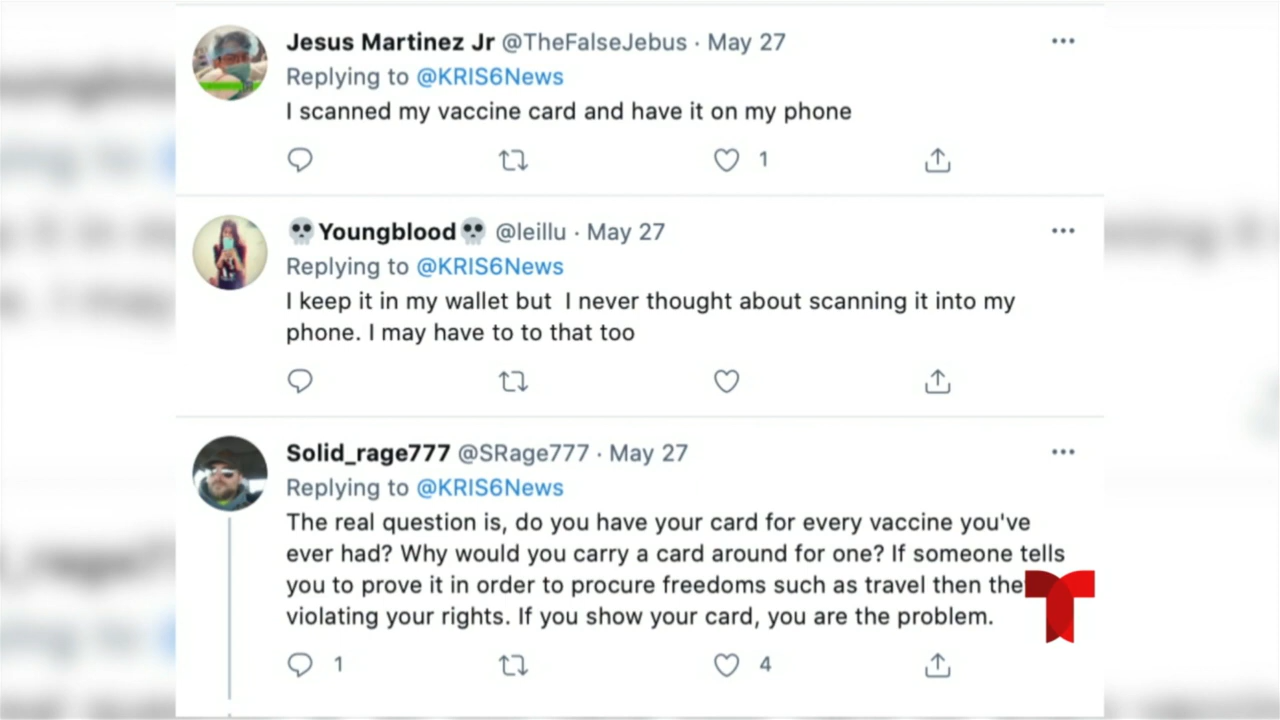 Jesus Martinez Jr @TheFalseJebus · May 27
Replying to @KRIS6News
I scanned my vaccine card and have it on my phone
1
💀Youngblood💀 @leillu · May 27
Replying to @KRIS6News
I keep it in my wallet but I never thought about scanning it into my
phone. I may have to to that too
Solid_rage777 @SRage777 · May 27
Replying to @KRIS6News
The real question is, do you have your card for every vaccine you've
ever had? Why would you carry a card around for one? If someone tells
you to prove it in order to procure freedoms such as travel then
violating your rights. If you show your card, you are the problem.
1 4